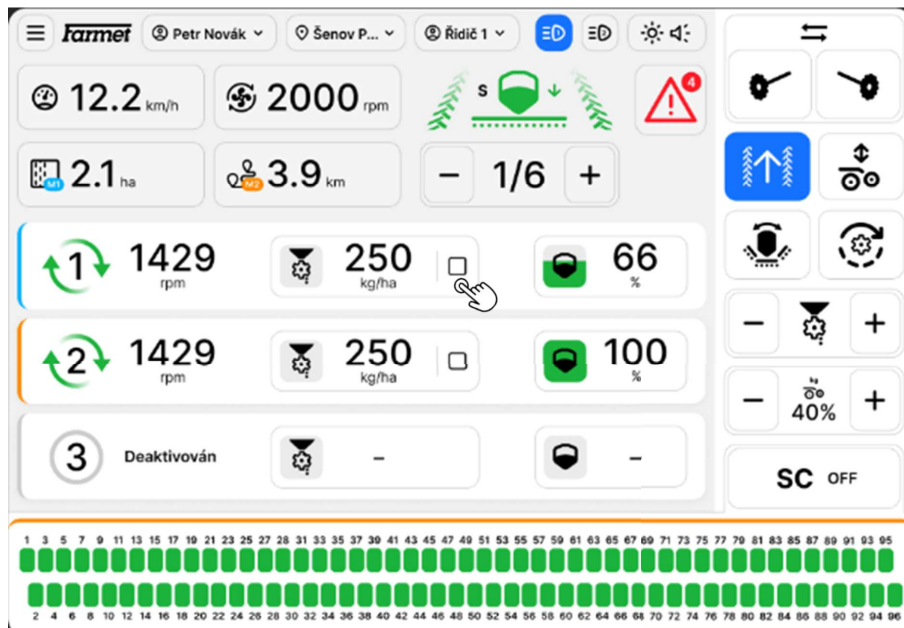 Farmet Petr Novák Šenov P... Řidič 1
12.2 km/h 2000 rpm S 4
M1 2.1 ha M2 3.9 km − 1/6 +
1 1429 rpm 250 kg/ha 66 %
2 1429 rpm 250 kg/ha 100 %
3 Deaktivován – –
− +
− kg 40% +
SC OFF
1 3 5 7 9 11 13 15 17 19 21 23 25 27 28 31 33 35 37 39 41 43 45 47 49 51 53 55 57 59 61 63 65 67 69 71 73 75 77 79 81 83 85 87 89 91 93 95
2 4 6 8 10 12 14 16 18 20 22 24 26 28 30 32 34 36 38 40 42 44 46 48 50 52 54 56 58 60 62 64 66 68 70 72 74 76 78 80 82 84 86 88 90 92 94 96